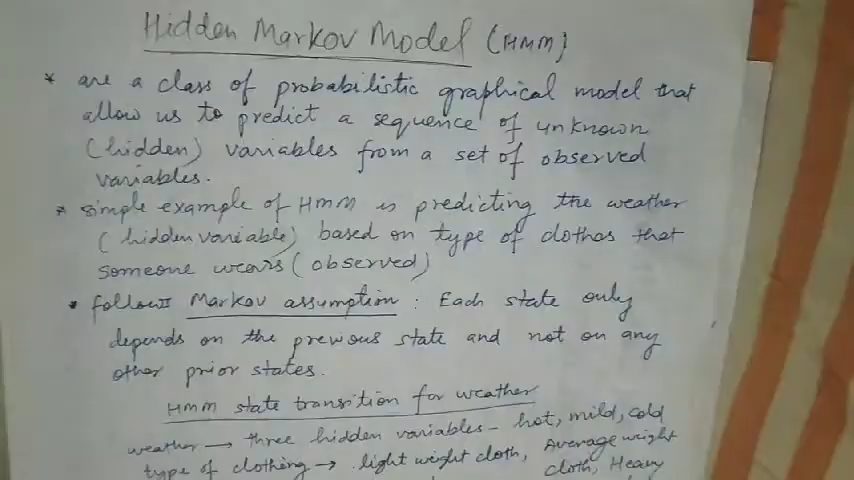 Hidden Markov Model (HMM)
* are a class of probabilistic graphical model that
allow us to predict a sequence of unknown
(hidden) variables from a set of observed
variables.
* simple example of HMM is predicting the weather
(hidden variable) based on type of clothes that
someone wears (observed)
• follows Markov assumption : Each state only
depends on the previous state and not on any
other prior states.
HMM state transition for weather
weather → three hidden variables - hot, mild, cold
type of clothing → light weight cloth, Average weight
cloth, Heavy